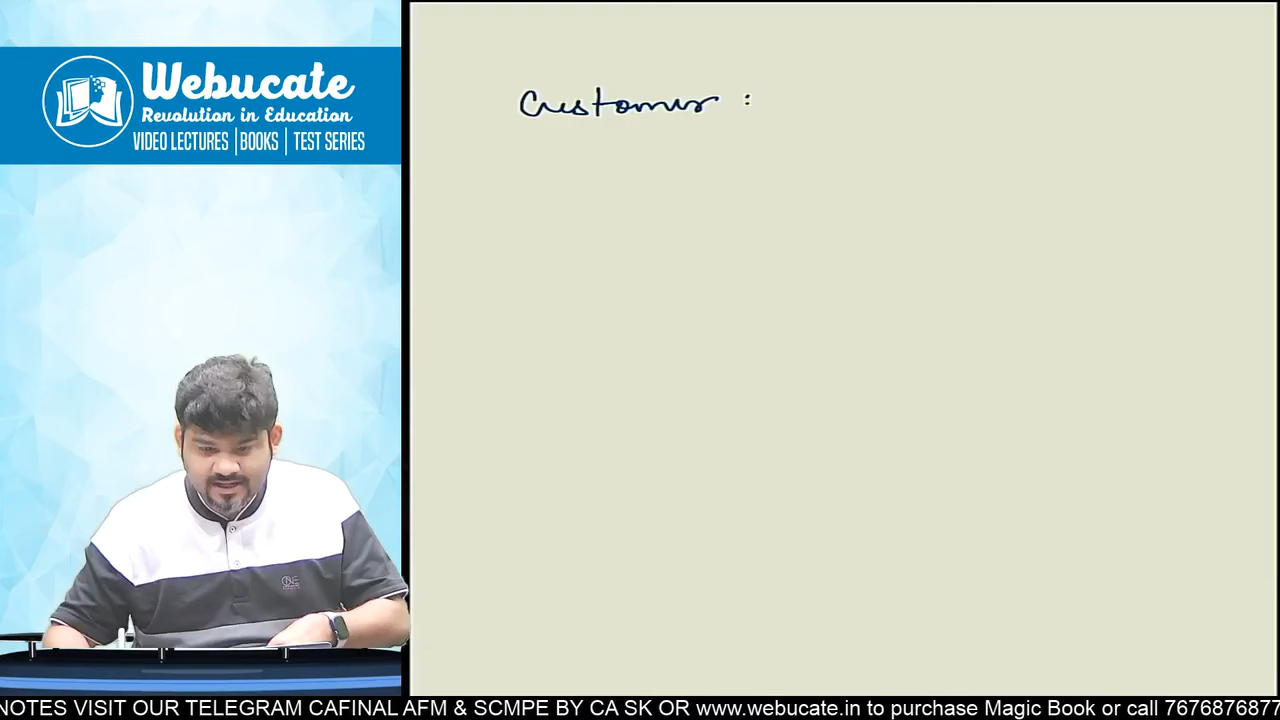 Webucate
Revolution in Education
VIDEO LECTURES | BOOKS | TEST SERIES
Customers :
NOTES VISIT OUR TELEGRAM CAFINAL AFM & SCMPE BY CA SK OR www.webucate.in to purchase Magic Book or call 7676876877